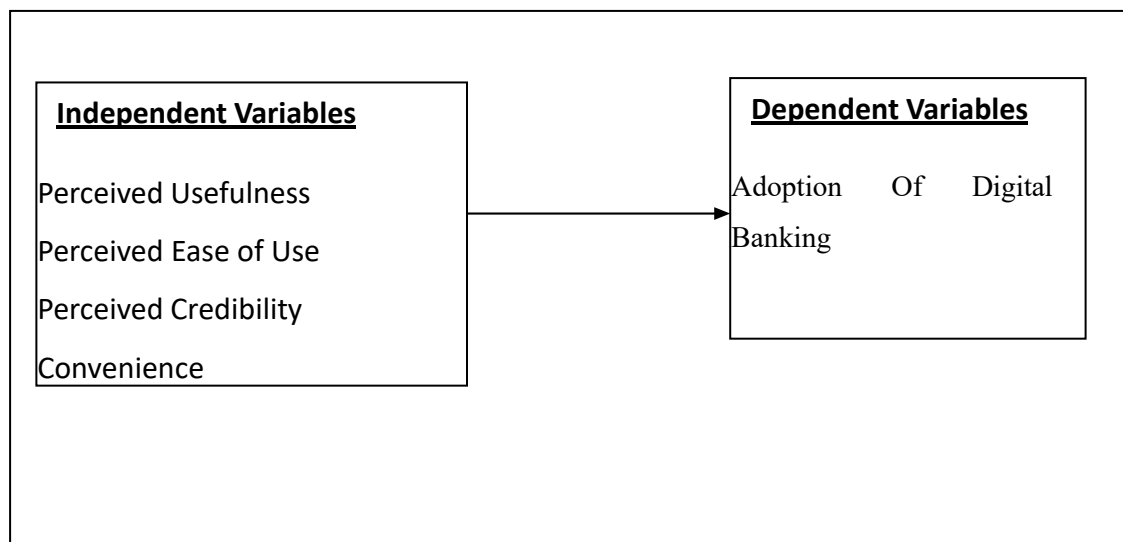 Independent Variables
Perceived Usefulness
Perceived Ease of Use
Perceived Credibility
Convenience
Dependent Variables
Adoption Of Digital
Banking